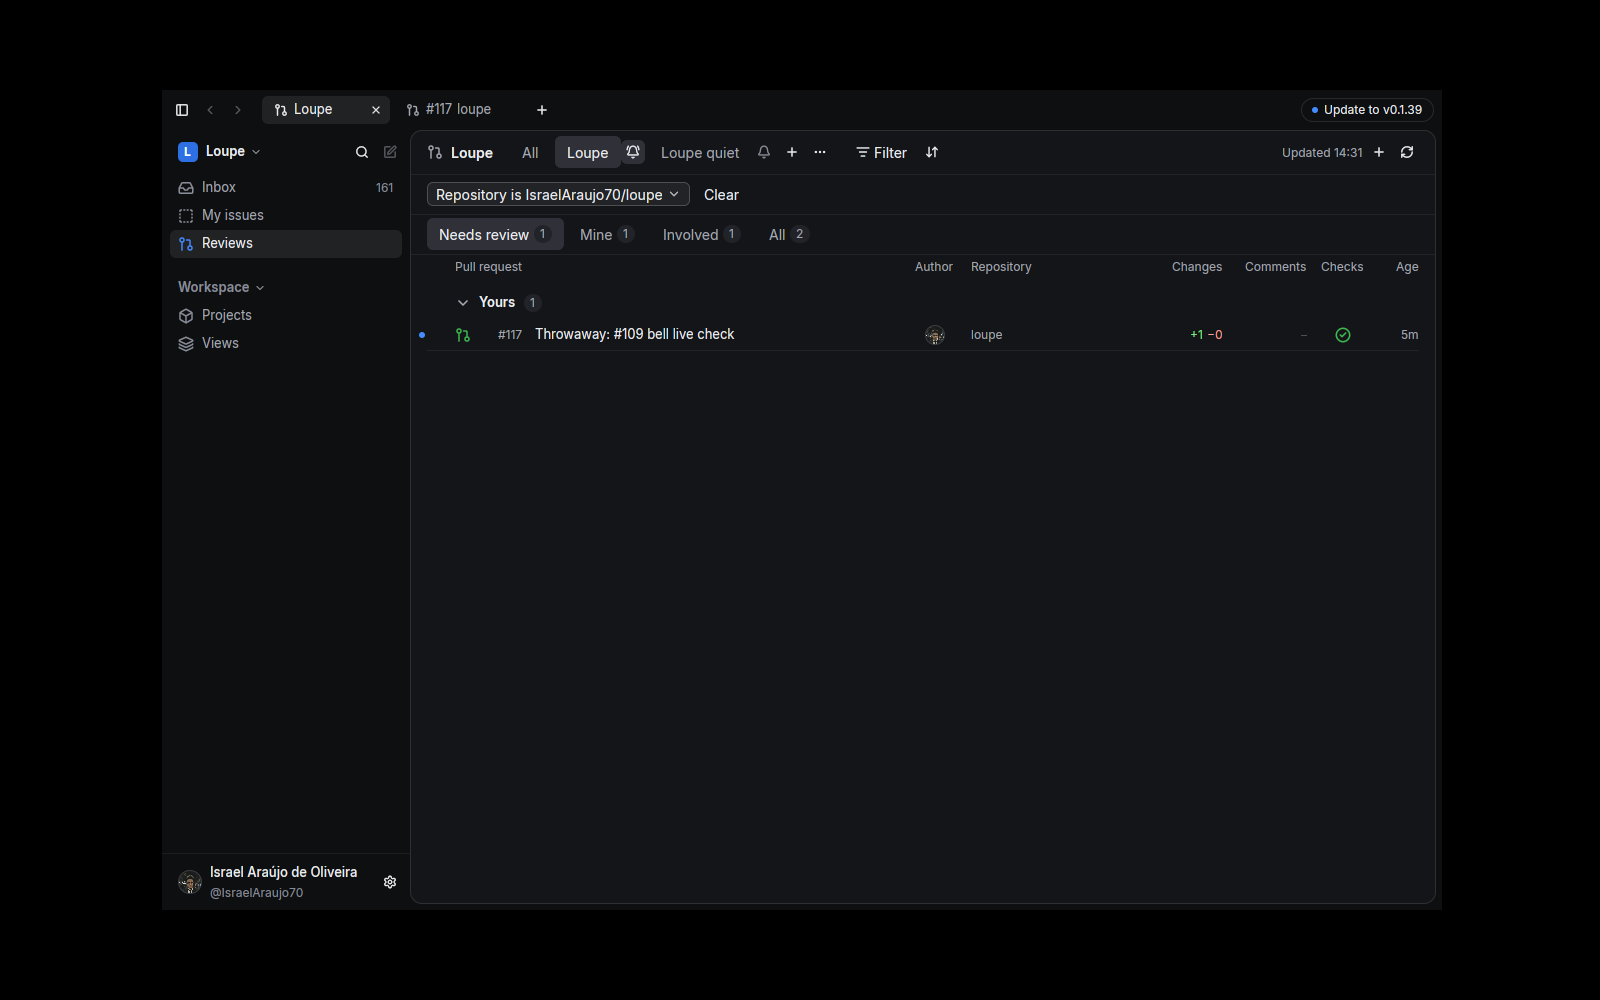 Loupe
#117 loupe
Update to v0.1.39
L Loupe
Inbox 161
My issues
Reviews
Workspace
Projects
Views
Israel Araújo de Oliveira
@IsraelAraujo70
Loupe All Loupe Loupe quiet Filter Updated 14:31
Repository is IsraelAraujo70/loupe Clear
Needs review 1 Mine 1 Involved 1 All 2
Pull request Author Repository Changes Comments Checks Age
Yours 1
#117 Throwaway: #109 bell live check loupe +1 −0 – 5m